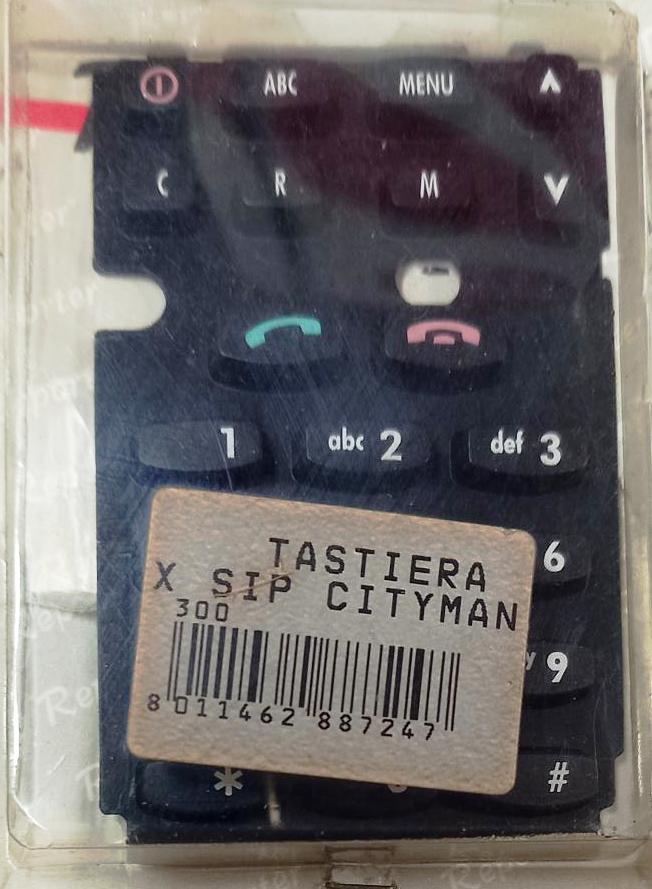 ABC MENU
C R M
1 abc 2 def 3
TASTIERA
X SIP CITYMAN
300
8 011462 887247
6
y 9
* #